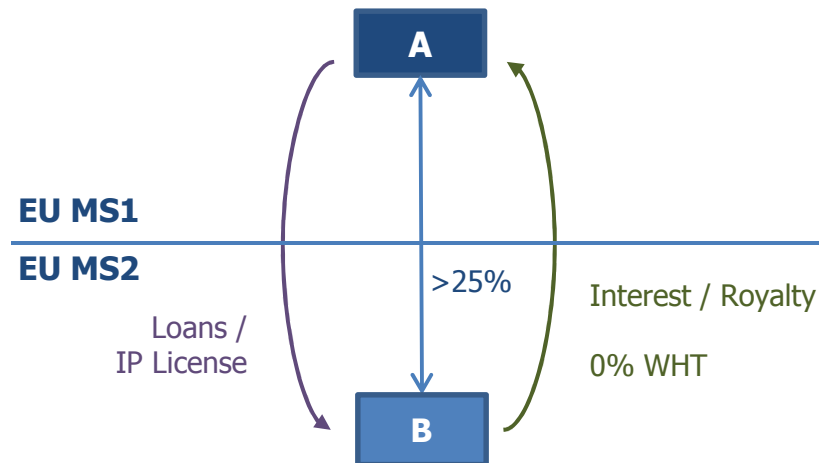 A
EU MS1
EU MS2
>25%
Interest / Royalty
Loans /
IP License
0% WHT
B